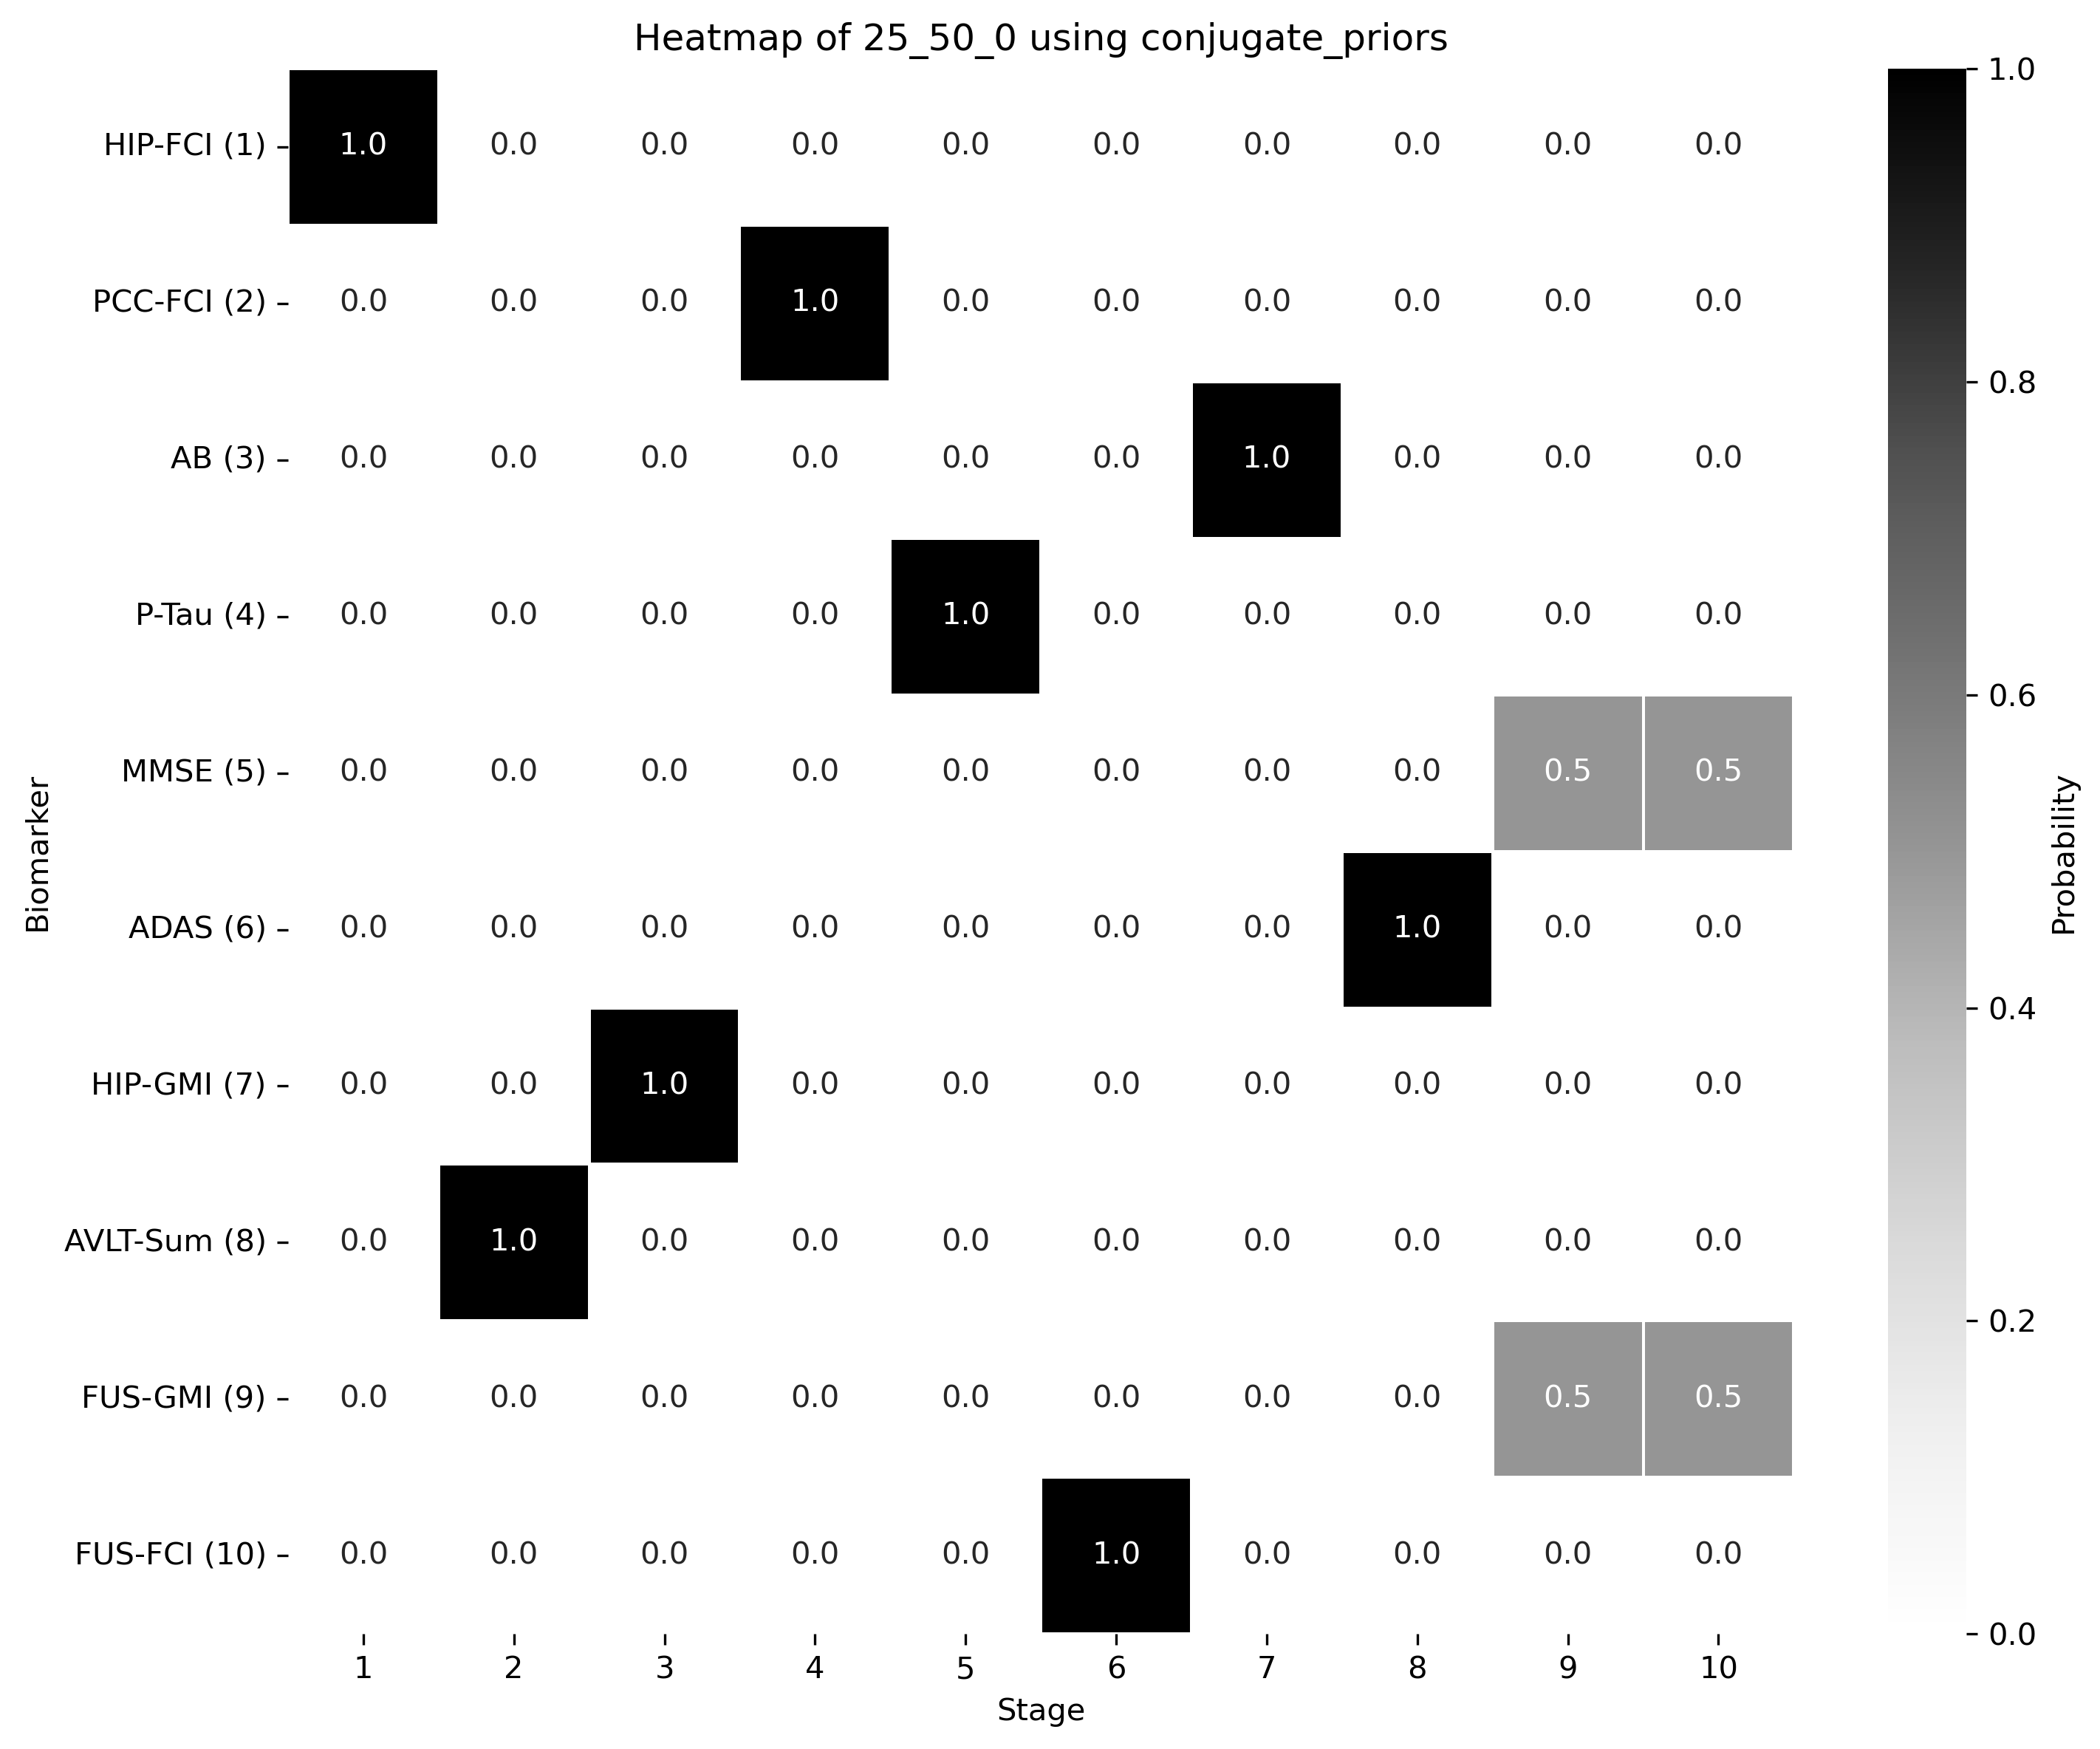 Heatmap of 25_50_0 using conjugate_priors
HIP-FCI (1) 1.0 0.0 0.0 0.0 0.0 0.0 0.0 0.0 0.0 0.0
PCC-FCI (2) 0.0 0.0 0.0 1.0 0.0 0.0 0.0 0.0 0.0 0.0
AB (3) 0.0 0.0 0.0 0.0 0.0 0.0 1.0 0.0 0.0 0.0
P-Tau (4) 0.0 0.0 0.0 0.0 1.0 0.0 0.0 0.0 0.0 0.0
MMSE (5) 0.0 0.0 0.0 0.0 0.0 0.0 0.0 0.0 0.5 0.5
ADAS (6) 0.0 0.0 0.0 0.0 0.0 0.0 0.0 1.0 0.0 0.0
HIP-GMI (7) 0.0 0.0 1.0 0.0 0.0 0.0 0.0 0.0 0.0 0.0
AVLT-Sum (8) 0.0 1.0 0.0 0.0 0.0 0.0 0.0 0.0 0.0 0.0
FUS-GMI (9) 0.0 0.0 0.0 0.0 0.0 0.0 0.0 0.0 0.5 0.5
FUS-FCI (10) 0.0 0.0 0.0 0.0 0.0 1.0 0.0 0.0 0.0 0.0
1 2 3 4 5 6 7 8 9 10
Stage
Biomarker
1.0
0.8
0.6
0.4
0.2
0.0
Probability